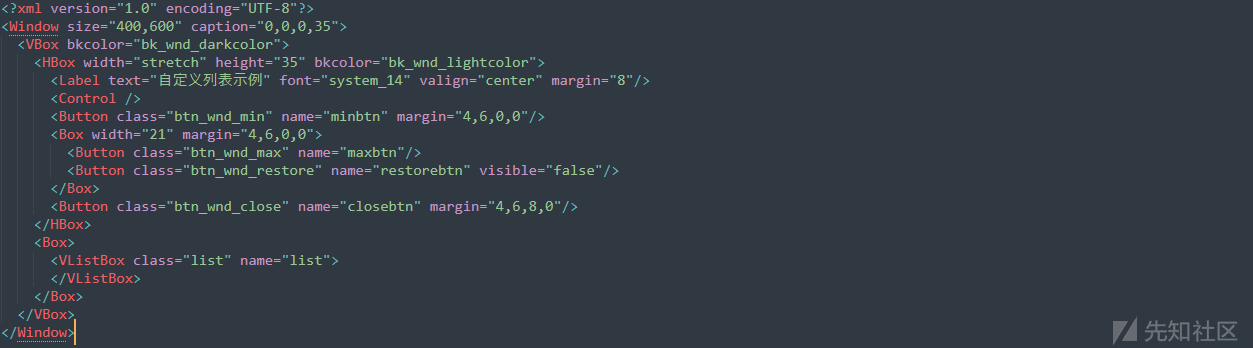 <?xml version="1.0" encoding="UTF-8"?>
<Window size="400,600" caption="0,0,0,35">
<VBox bkcolor="bk_wnd_darkcolor">
<HBox width="stretch" height="35" bkcolor="bk_wnd_lightcolor">
<Label text="自定义列表示例" font="system_14" valign="center" margin="8"/>
<Control />
<Button class="btn_wnd_min" name="minbtn" margin="4,6,0,0"/>
<Box width="21" margin="4,6,0,0">
<Button class="btn_wnd_max" name="maxbtn"/>
<Button class="btn_wnd_restore" name="restorebtn" visible="false"/>
</Box>
<Button class="btn_wnd_close" name="closebtn" margin="4,6,8,0"/>
</HBox>
<Box>
<VListBox class="list" name="list">
</VListBox>
</Box>
</VBox>
</Window>
先知社区